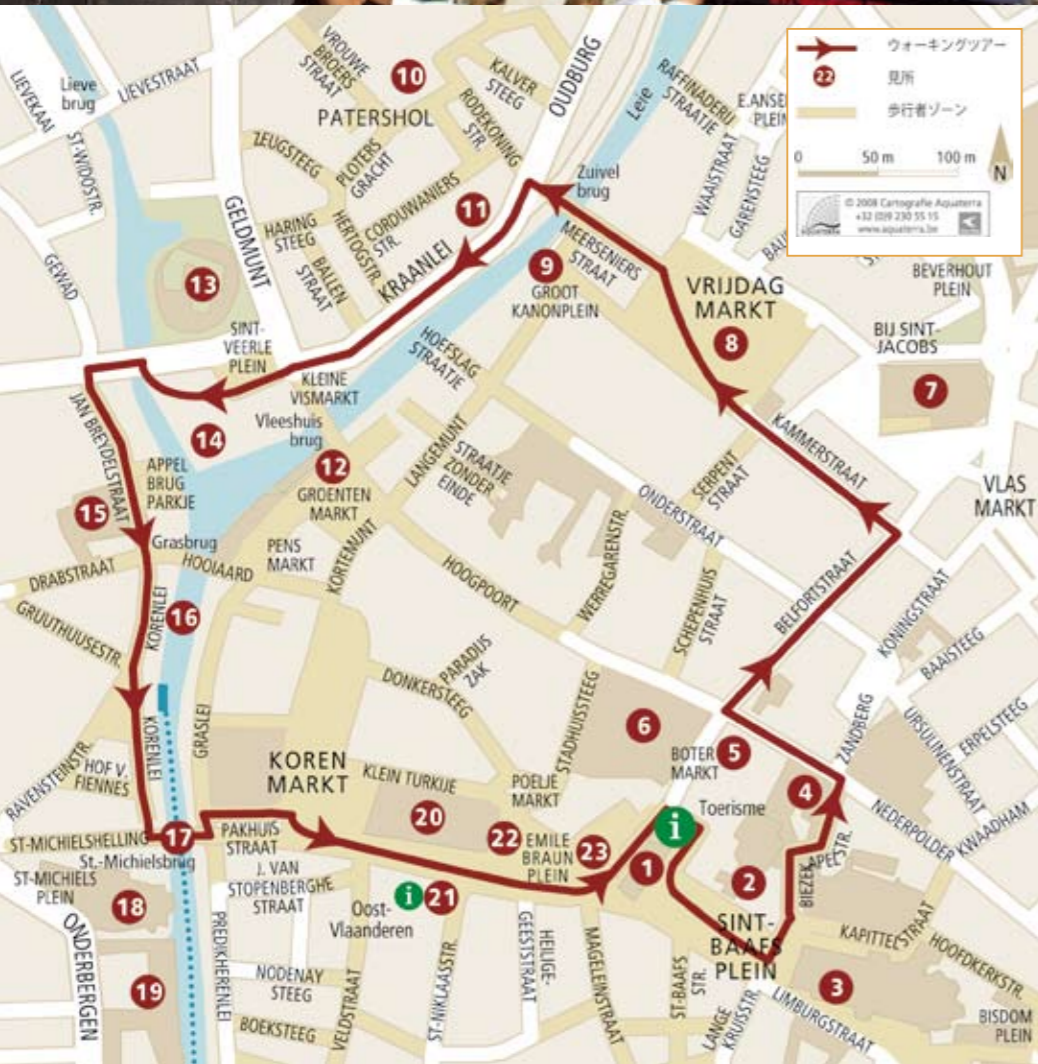 ウォーキングツアー
22
見所
歩行者ゾーン
0 50 m 100 m
N
AQUATERRA
© 2008 Cartografie Aquaterra
+32 (0)9 230 55 15
www.aquaterra.be
LIEVEKAAI
Lieve
brug
LIEVESTRAAT
ST-WIDOSTR.
GEWAD
VROUWE
BROERS
STRAAT
10
PATERSHOL
KALVER
STEEG
RODEKONING
STR.
OUDBURG
Leie
RAFFINADERIJ
STRAATJE
E.ANSE
PLEIN
WAAISTRAAT
GARENSTEEG
BAU
ZEUGSTEEG
PLOTERS
GRACHT
CORDUWANIERS
STR.
HERTOGSTR.
HARING
STEEG
BALLEN
STRAAT
11
KRAANLEI
Zuivel
brug
MEERSENIERS
STRAAT
9
GROOT
KANONPLEIN
VRIJDAG
MARKT
8
BEVERHOUT
PLEIN
BIJ SINT-
JACOBS
7
GELDMUNT
13
SINT-
VEERLE
PLEIN
KLEINE
VISMARKT
HOEFSLAG
STRAATJE
Vleeshuis
brug
14
12
GROENTEN
MARKT
LANGEMUNT
STRAATJE
ZONDER
EINDE
ONDERSTRAAT
SERPENT
STRAAT
KAMMERSTRAAT
VLAS
MARKT
JAN BREYDELSTRAAT
APPEL
BRUG
PARKJE
15
Grasbrug
DRABSTRAAT
HOOIAARD
PENS
MARKT
KORTEMUNT
HOOGPOORT
WERREGARENSTR.
SCHEPENHUIS
STRAAT
BELFORTSTRAAT
KONINGSTRAAT
BAAISTEEG
GRUUTHUUSESTR.
KORENLEI
16
PARADIJS
ZAK
DONKERSTEEG
STADHUISSTEEG
6
BOTER
MARKT
5
ZANDBERG
URSULINENSTRAAT
ERPELSTEEG
RAVENSTEINSTR.
HOF V.
FIENNES
KORENLEI
GRASLEI
KOREN
MARKT
KLEIN TURKIJE
POELJE
MARKT
Toerisme
i
4
NEDERPOLDER
KWAADHAM
ST-MICHIELSHELLING
17
St.-Michielsbrug
PAKHUIS
STRAAT
20
22
EMILE
BRAUN
PLEIN
23
1
2
BIEZEKAPELSTR.
ST-MICHIELS
PLEIN
18
J. VAN
STOPENBERGHE
STRAAT
i
21
Oost-
Vlaanderen
SINT-
BAAFS
PLEIN
KAPITTELSTRAAT
HOOFDKERKSTR.
3
ONDERBERGEN
19
PREDIKHERENLEI
NODENAY
STEEG
BOEKSTEEG
VELDSTRAAT
ST-NIKLAASSTR.
HEILIGE-
GEESTSTRAAT
MAGELEINSTRAAT
ST-BAAFS
STR.
LANGE
KRUISSTR.
LIMBURGSTRAAT
BISDOM
PLEIN